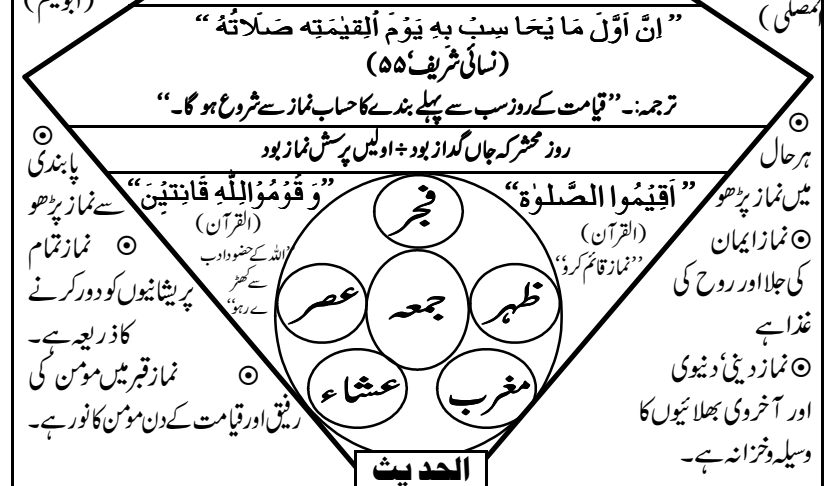 المصلی)
" اِنَّ اَوَّلَ مَا یُحَا سِبُ بِهِ یَوْمَ الْقِیٰمَتِه صَلَاتُهُ "
(نسائی شریف‘ ۵۵)
ترجمہ:۔ ’’قیامت کے روز سب سے پہلے بندے کا حساب نماز سے شروع ہو گا۔‘‘
روز محشر کہ جاں گداز بود ÷ اولیں پرسش نماز بود
" اَقِیْمُوا الصَّلوٰةَ "
(القرآن)
’’نماز قائم کرو‘‘
"وَ قُوْمُوْا لِلّٰهِ قَانِتِیْنَ"
(القرآن)
’’اللہ کے حضور ادب
سے کھڑ
ے رہو‘‘
فجر
ظہر
جمعہ
عصر
مغرب
عشاء
الحدیث
⊙ ہر حال
میں نماز پڑھو
⊙ نماز ایمان
کی جلا اور روح کی
غذا ہے
⊙ نماز دینی‘ دنیوی
اور آخروی بھلائیوں کا
وسیلہ و خزانہ ہے۔
⊙ پابندی
سے نماز پڑھو
⊙ نماز تمام
پریشانیوں کو دور کرنے
کا ذریعہ ہے۔
⊙ نماز قبر میں مومن کی
رفیق اور قیامت کے دن مومن کا نور ہے۔